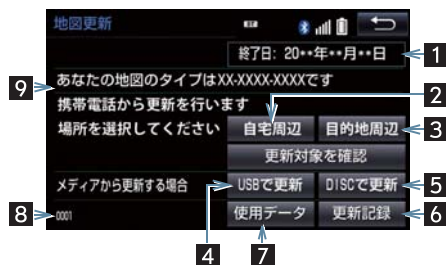 地図更新
終了日: 20**年**月**日 1
9 あなたの地図のタイプはXX-XXXX-XXXXです
携帯電話から更新を行います 2
場所を選択してください 自宅周辺 目的地周辺 3
更新対象を確認
メディアから更新する場合 USBで更新 DISCで更新 5
8 0001 使用データ 更新記録 6
4 7